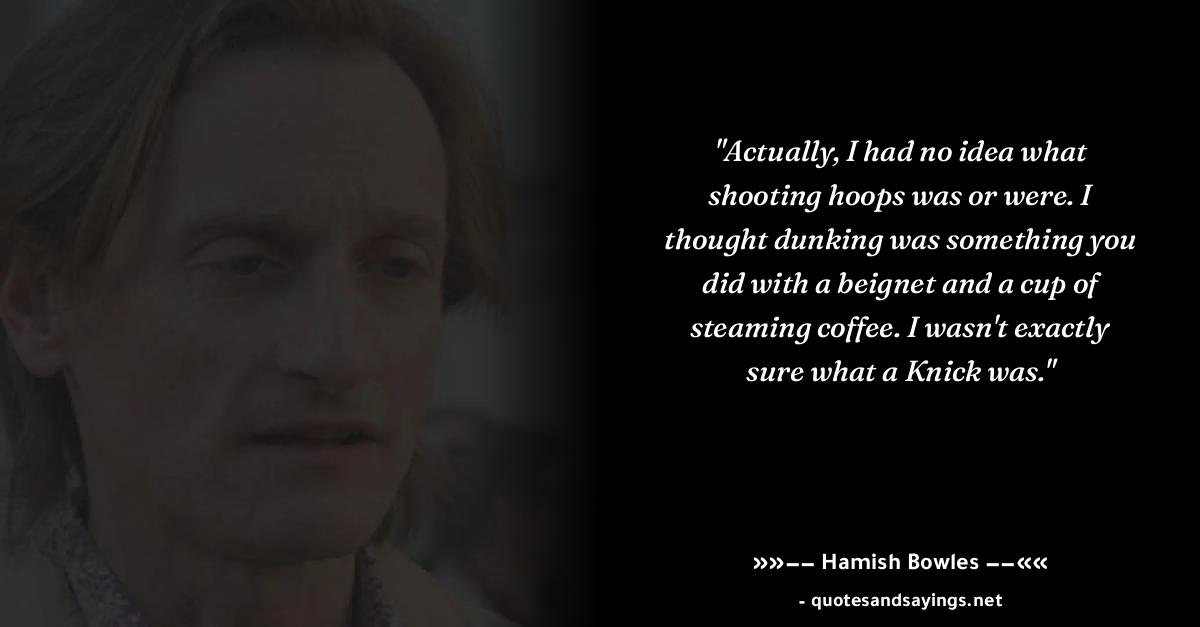 "Actually, I had no idea what
shooting hoops was or were. I
thought dunking was something you
did with a beignet and a cup of
steaming coffee. I wasn't exactly
sure what a Knick was."
»»−− Hamish Bowles −−««
- quotesandsayings.net